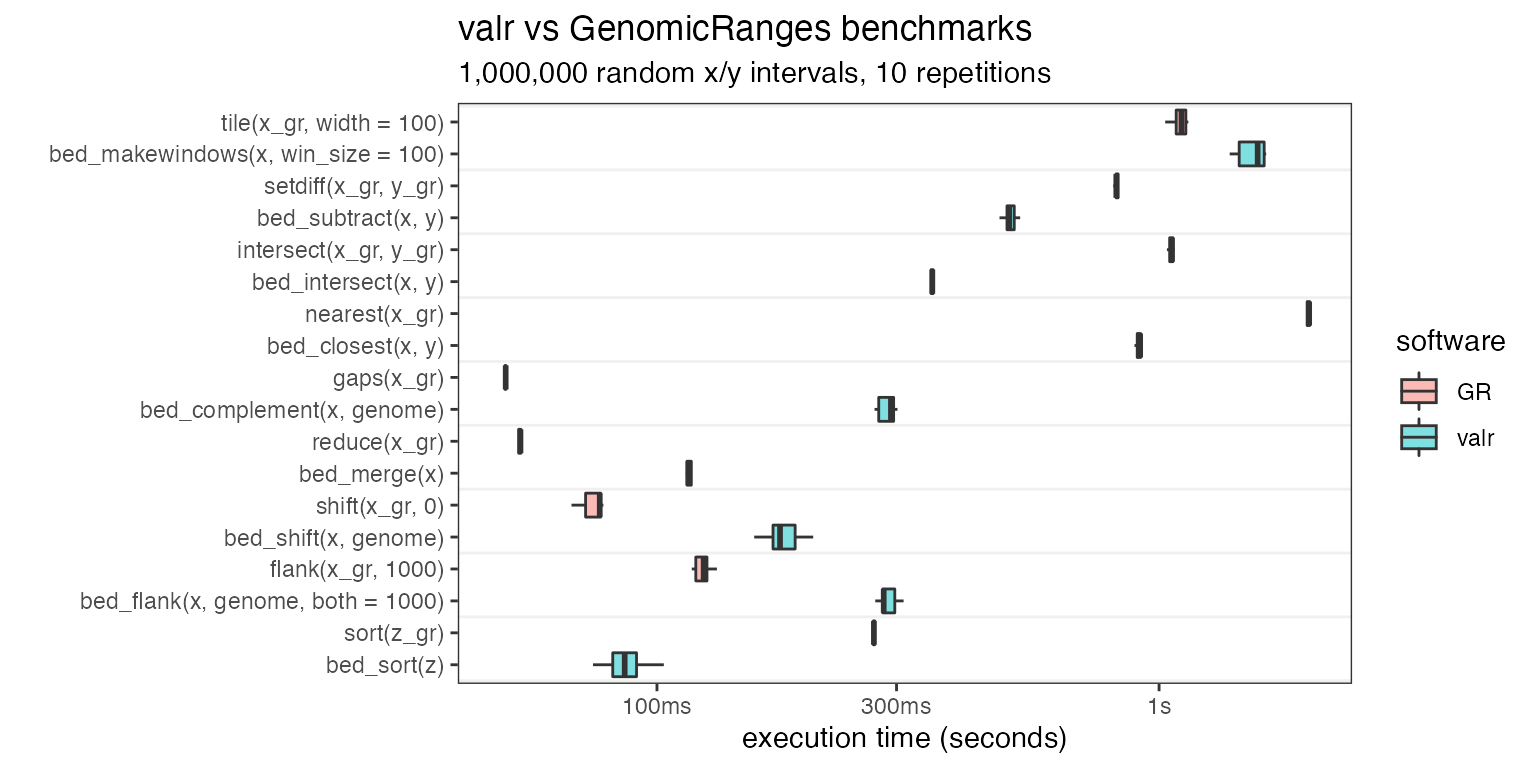 valr vs GenomicRanges benchmarks
1,000,000 random x/y intervals, 10 repetitions
tile(x_gr, width = 100)
bed_makewindows(x, win_size = 100)
setdiff(x_gr, y_gr)
bed_subtract(x, y)
intersect(x_gr, y_gr)
bed_intersect(x, y)
nearest(x_gr)
bed_closest(x, y)
gaps(x_gr)
bed_complement(x, genome)
reduce(x_gr)
bed_merge(x)
shift(x_gr, 0)
bed_shift(x, genome)
flank(x_gr, 1000)
bed_flank(x, genome, both = 1000)
sort(z_gr)
bed_sort(z)
100ms 300ms 1s
execution time (seconds)
software
GR
valr